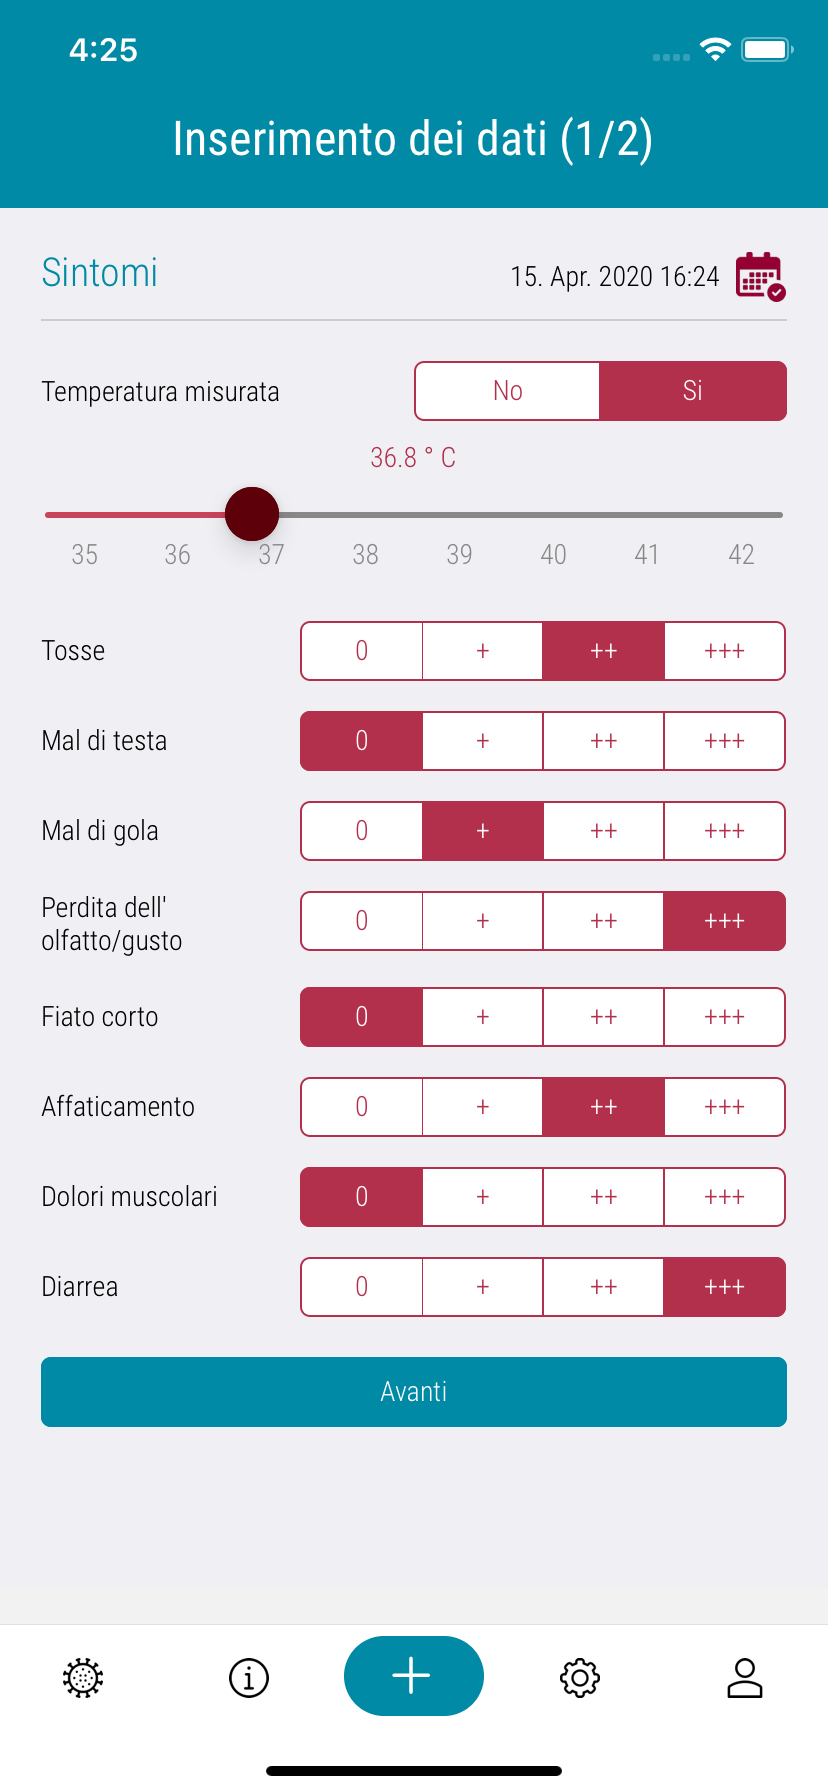 4:25
Inserimento dei dati (1/2)
Sintomi
15. Apr. 2020 16:24
Temperatura misurata
No
Si
36.8 ° C
35 36 37 38 39 40 41 42
Tosse
0 + ++ +++
Mal di testa
0 + ++ +++
Mal di gola
0 + ++ +++
Perdita dell'
olfatto/gusto
0 + ++ +++
Fiato corto
0 + ++ +++
Affaticamento
0 + ++ +++
Dolori muscolari
0 + ++ +++
Diarrea
0 + ++ +++
Avanti